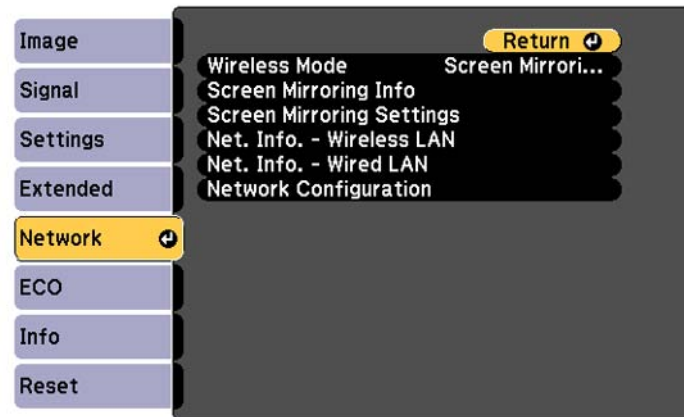 Image
Signal
Settings
Extended
Network
ECO
Info
Reset
Return
Wireless Mode Screen Mirrori...
Screen Mirroring Info
Screen Mirroring Settings
Net. Info. - Wireless LAN
Net. Info. - Wired LAN
Network Configuration